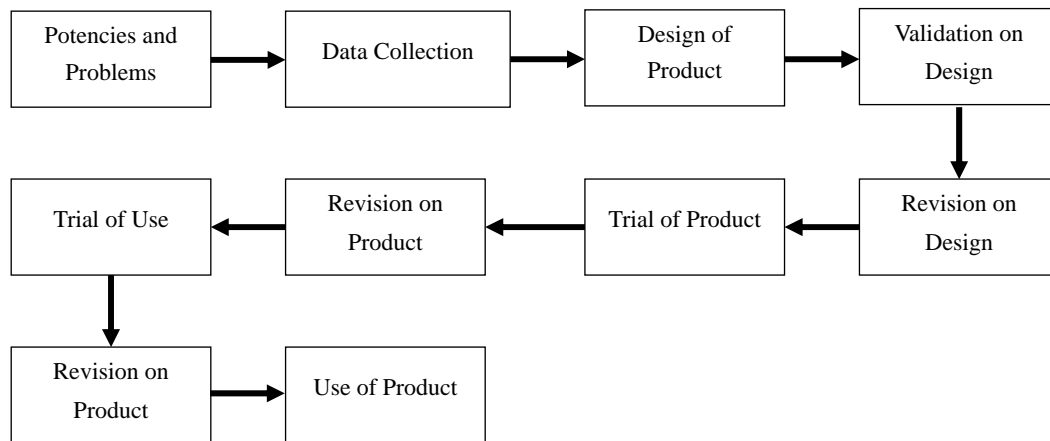 Potencies and
Problems
Data Collection
Design of
Product
Validation on
Design
Revision on
Design
Trial of Product
Revision on
Product
Trial of Use
Revision on
Product
Use of Product